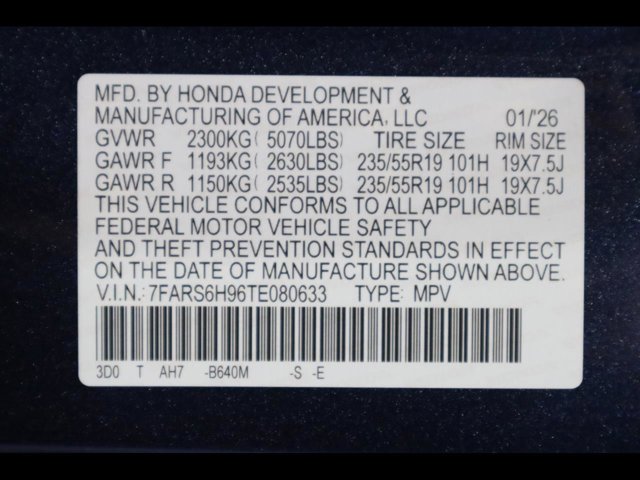 MFD. BY HONDA DEVELOPMENT &
MANUFACTURING OF AMERICA, LLC 01/'26
GVWR 2300KG( 5070LBS) TIRE SIZE RIM SIZE
GAWR F 1193KG( 2630LBS) 235/55R19 101H 19X7.5J
GAWR R 1150KG( 2535LBS) 235/55R19 101H 19X7.5J
THIS VEHICLE CONFORMS TO ALL APPLICABLE
FEDERAL MOTOR VEHICLE SAFETY
AND THEFT PREVENTION STANDARDS IN EFFECT
ON THE DATE OF MANUFACTURE SHOWN ABOVE.
V.I.N.:7FARS6H96TE080633 TYPE: MPV
3D0 T AH7 -B640M -S -E